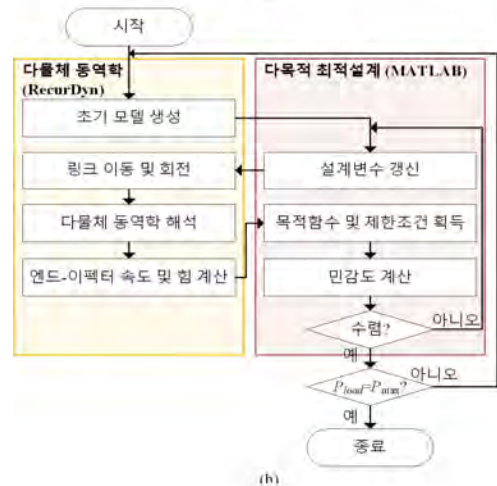 시작
다물체 동역학
(RecurDyn)
초기 모델 생성
링크 이동 및 회전
다물체 동역학 해석
엔드-이펙터 속도 및 힘 계산
다목적 최적설계 (MATLAB)
설계변수 갱신
목적함수 및 제한조건 획득
민감도 계산
수렴?
아니오
예
Pload=Pmax?
아니오
예
종료
(b)